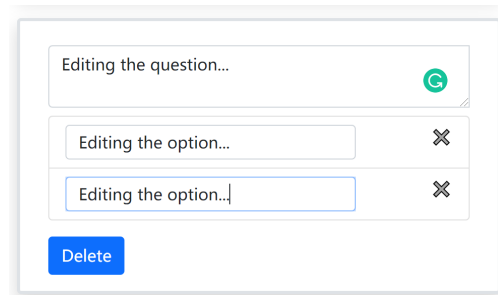 Editing the question...
Editing the option...
Editing the option...
Delete